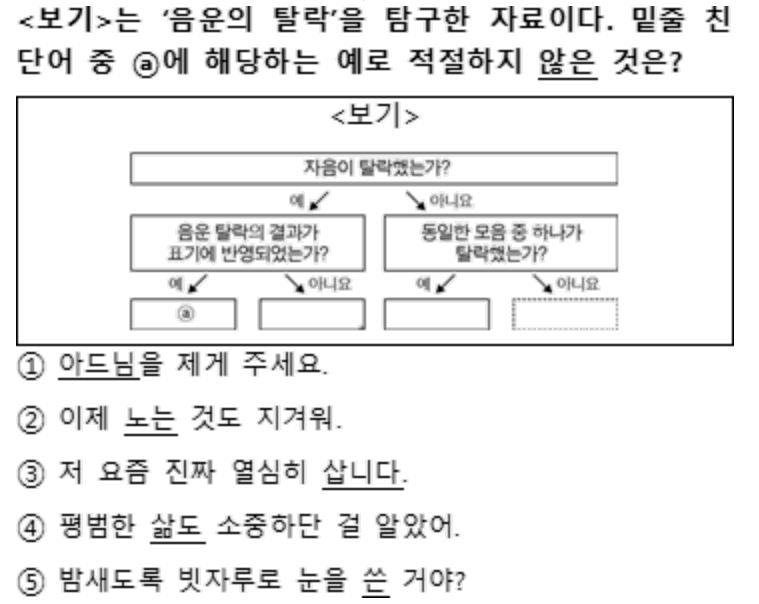 <보기>는 ‘음운의 탈락’을 탐구한 자료이다. 밑줄 친
단어 중 ⓐ에 해당하는 예로 적절하지 않은 것은?
<보기>
자음이 탈락했는가?
예 아니요
음운 탈락의 결과가
표기에 반영되었는가?
동일한 모음 중 하나가
탈락했는가?
예 아니요 예 아니요
ⓐ
① 아드님을 제게 주세요.
② 이제 노는 것도 지겨워.
③ 저 요즘 진짜 열심히 삽니다.
④ 평범한 삶도 소중하단 걸 알았어.
⑤ 밤새도록 빗자루로 눈을 쓴 거야?